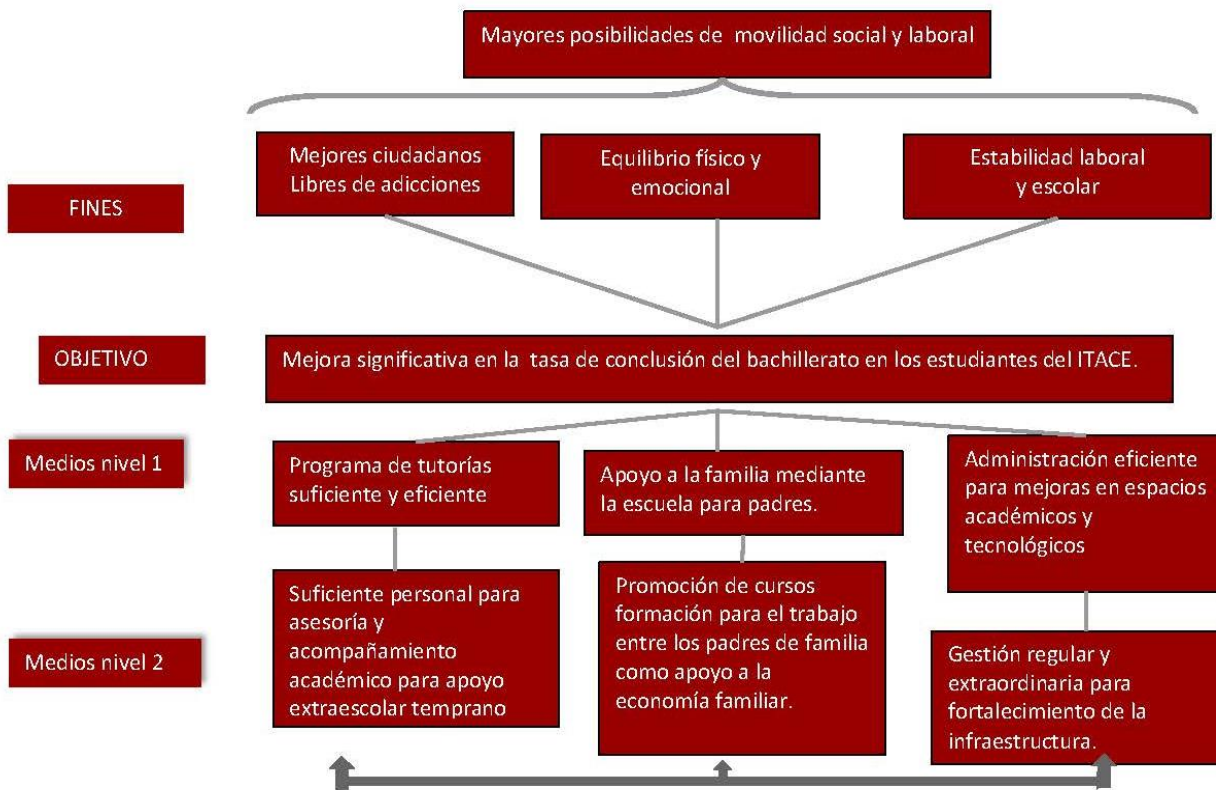 Mayores posibilidades de movilidad social y laboral
Mejores ciudadanos
Libres de adicciones
Equilibrio físico y
emocional
Estabilidad laboral
y escolar
FINES
OBJETIVO
Mejora significativa en la tasa de conclusión del bachillerato en los estudiantes del ITACE.
Medios nivel 1
Programa de tutorías
suficiente y eficiente
Apoyo a la familia mediante
la escuela para padres.
Administración eficiente
para mejoras en espacios
académicos y
tecnológicos
Medios nivel 2
Suficiente personal para
asesoría y
acompañamiento
académico para apoyo
extraescolar temprano
Promoción de cursos
formación para el trabajo
entre los padres de familia
como apoyo a la
economía familiar.
Gestión regular y
extraordinaria para
fortalecimiento de la
infraestructura.